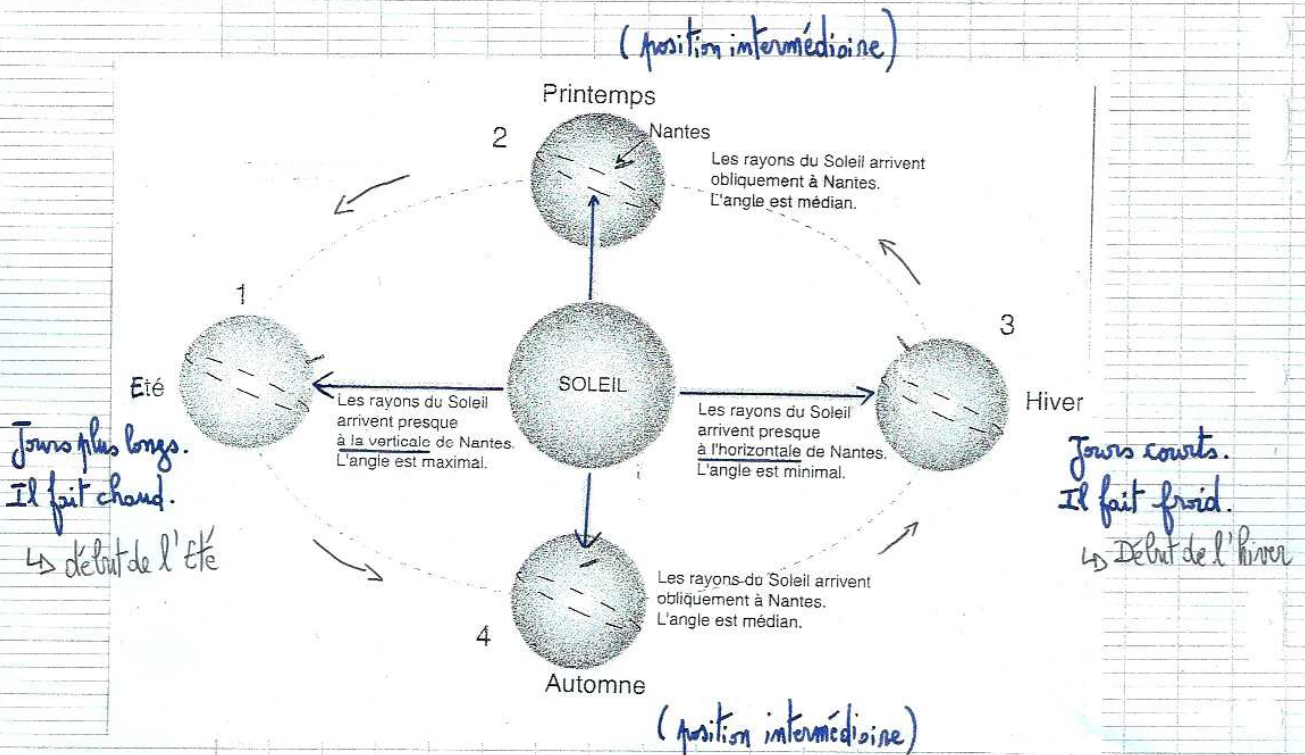 (position intermédiaire)
Printemps
2
Nantes
Les rayons du Soleil arrivent
obliquement à Nantes.
L'angle est médian.
1
3
Eté
SOLEIL
Hiver
Les rayons du Soleil
arrivent presque
à la verticale de Nantes.
L'angle est maximal.
Les rayons du Soleil
arrivent presque
à l'horizontale de Nantes.
L'angle est minimal.
Jours plus longs.
Il fait chaud.
↳ début de l'Eté
Jours courts.
Il fait froid.
↳ Début de l'hiver
Les rayons du Soleil arrivent
obliquement à Nantes.
L'angle est médian.
4
Automne
(position intermédiaire)